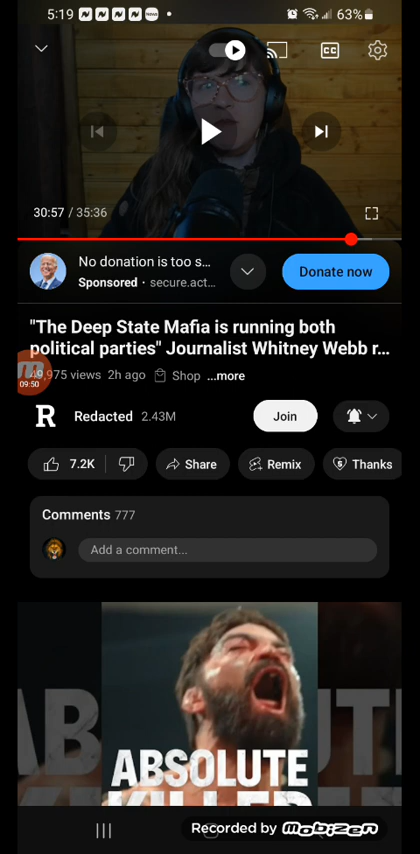 5:19
63%
CC
30:57 / 35:36
No donation is too s...
Sponsored · secure.act...
Donate now
"The Deep State Mafia is running both
political parties" Journalist Whitney Webb r...
49,975 views 2h ago Shop ...more
09:50
R Redacted 2.43M Join
7.2K Share Remix Thanks
Comments 777
Add a comment...
ABSOLUTE
Recorded by MOBIZEN